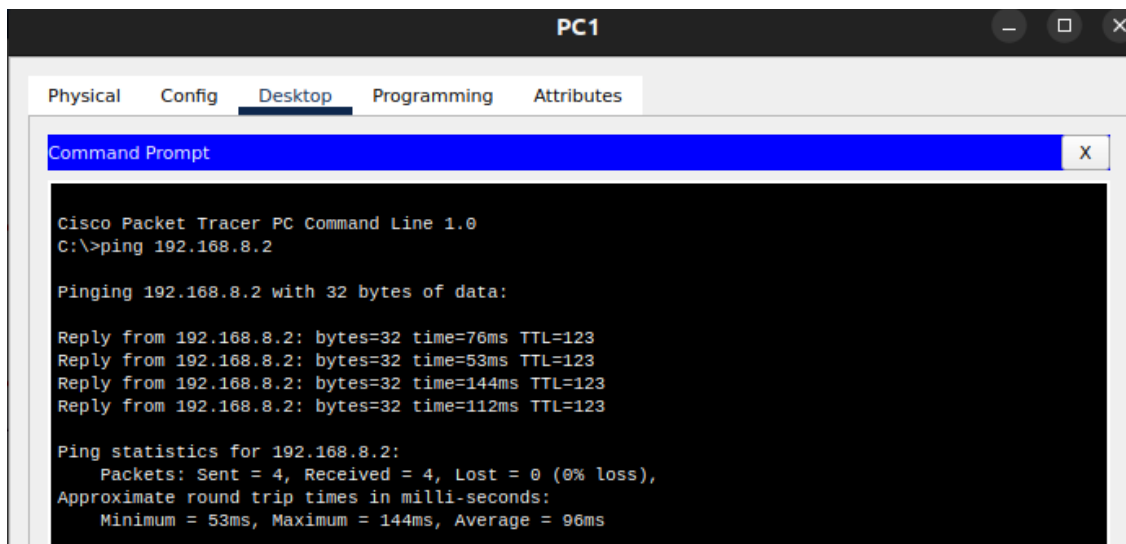 PC1
Physical Config Desktop Programming Attributes
Command Prompt X
Cisco Packet Tracer PC Command Line 1.0
C:\>ping 192.168.8.2
Pinging 192.168.8.2 with 32 bytes of data:
Reply from 192.168.8.2: bytes=32 time=76ms TTL=123
Reply from 192.168.8.2: bytes=32 time=53ms TTL=123
Reply from 192.168.8.2: bytes=32 time=144ms TTL=123
Reply from 192.168.8.2: bytes=32 time=112ms TTL=123
Ping statistics for 192.168.8.2:
Packets: Sent = 4, Received = 4, Lost = 0 (0% loss),
Approximate round trip times in milli-seconds:
Minimum = 53ms, Maximum = 144ms, Average = 96ms